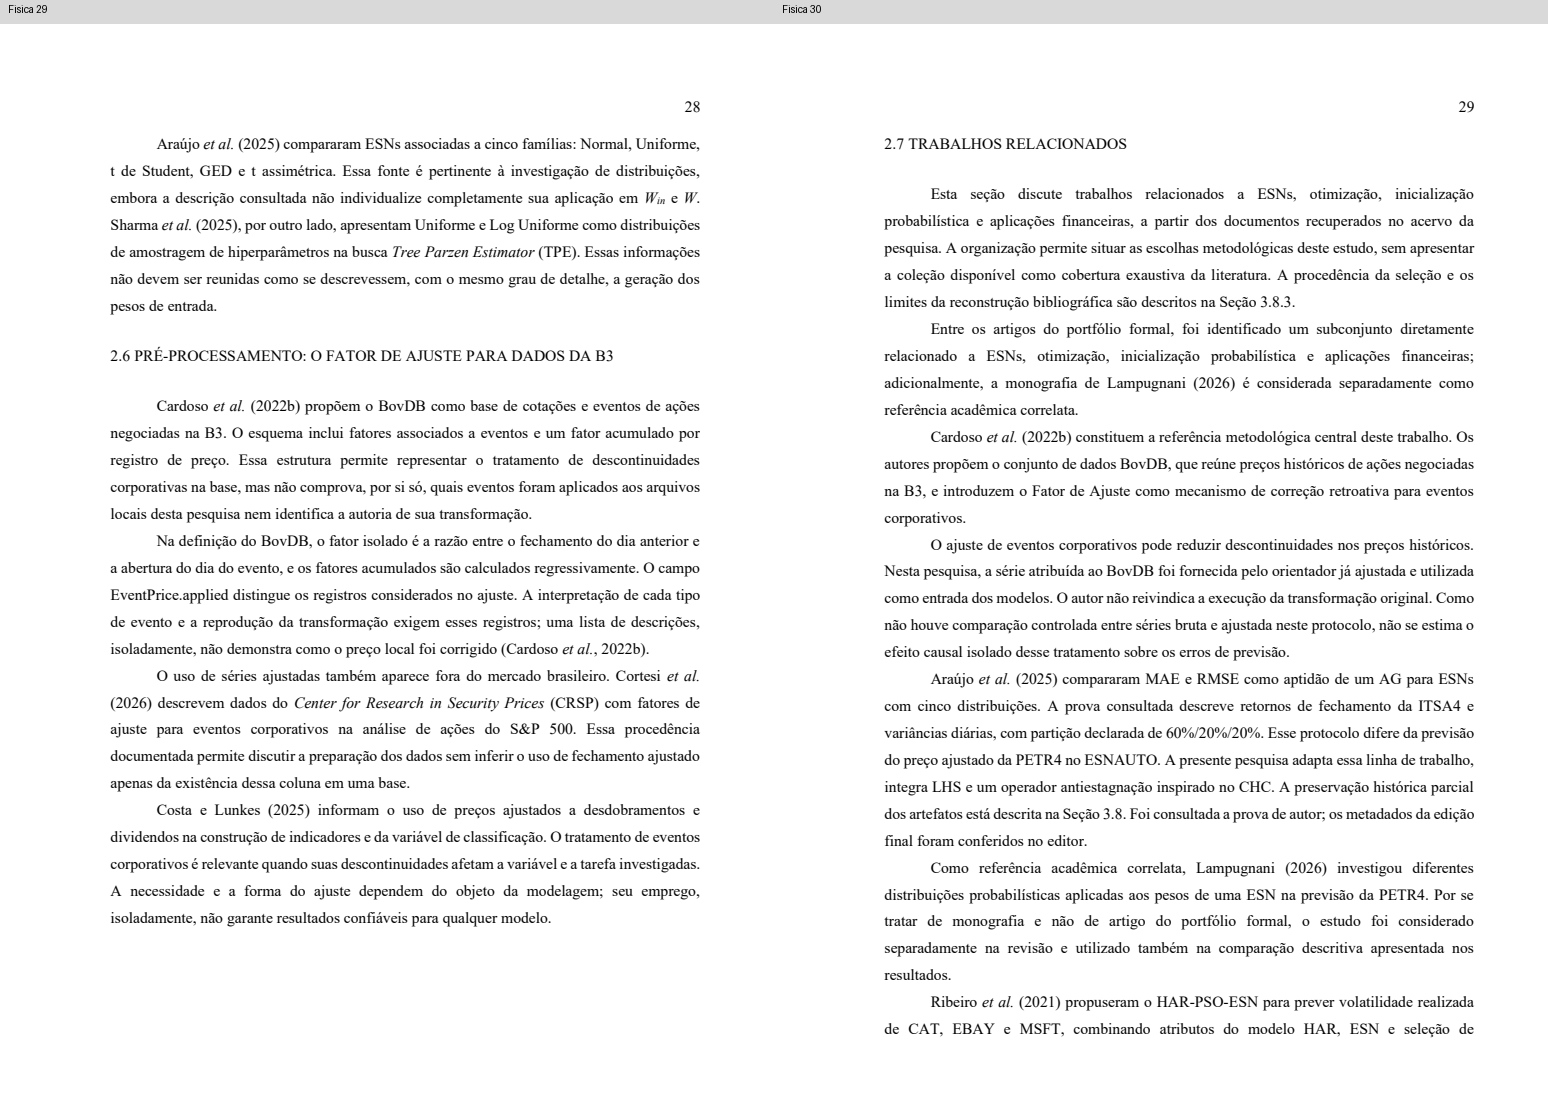 Fisica 29
28
Araújo et al. (2025) compararam ESNs associadas a cinco famílias: Normal, Uniforme,
t de Student, GED e t assimétrica. Essa fonte é pertinente à investigação de distribuições,
embora a descrição consultada não individualize completamente sua aplicação em Win e W.
Sharma et al. (2025), por outro lado, apresentam Uniforme e Log Uniforme como distribuições
de amostragem de hiperparâmetros na busca Tree Parzen Estimator (TPE). Essas informações
não devem ser reunidas como se descrevessem, com o mesmo grau de detalhe, a geração dos
pesos de entrada.
2.6 PRÉ-PROCESSAMENTO: O FATOR DE AJUSTE PARA DADOS DA B3
Cardoso et al. (2022b) propõem o BovDB como base de cotações e eventos de ações
negociadas na B3. O esquema inclui fatores associados a eventos e um fator acumulado por
registro de preço. Essa estrutura permite representar o tratamento de descontinuidades
corporativas na base, mas não comprova, por si só, quais eventos foram aplicados aos arquivos
locais desta pesquisa nem identifica a autoria de sua transformação.
Na definição do BovDB, o fator isolado é a razão entre o fechamento do dia anterior e
a abertura do dia do evento, e os fatores acumulados são calculados regressivamente. O campo
EventPrice.applied distingue os registros considerados no ajuste. A interpretação de cada tipo
de evento e a reprodução da transformação exigem esses registros; uma lista de descrições,
isoladamente, não demonstra como o preço local foi corrigido (Cardoso et al., 2022b).
O uso de séries ajustadas também aparece fora do mercado brasileiro. Cortesi et al.
(2026) descrevem dados do Center for Research in Security Prices (CRSP) com fatores de
ajuste para eventos corporativos na análise de ações do S&P 500. Essa procedência
documentada permite discutir a preparação dos dados sem inferir o uso de fechamento ajustado
apenas da existência dessa coluna em uma base.
Costa e Lunkes (2025) informam o uso de preços ajustados a desdobramentos e
dividendos na construção de indicadores e da variável de classificação. O tratamento de eventos
corporativos é relevante quando suas descontinuidades afetam a variável e a tarefa investigadas.
A necessidade e a forma do ajuste dependem do objeto da modelagem; seu emprego,
isoladamente, não garante resultados confiáveis para qualquer modelo.
Fisica 30
29
2.7 TRABALHOS RELACIONADOS
Esta seção discute trabalhos relacionados a ESNs, otimização, inicialização
probabilística e aplicações financeiras, a partir dos documentos recuperados no acervo da
pesquisa. A organização permite situar as escolhas metodológicas deste estudo, sem apresentar
a coleção disponível como cobertura exaustiva da literatura. A procedência da seleção e os
limites da reconstrução bibliográfica são descritos na Seção 3.8.3.
Entre os artigos do portfólio formal, foi identificado um subconjunto diretamente
relacionado a ESNs, otimização, inicialização probabilística e aplicações financeiras;
adicionalmente, a monografia de Lampugnani (2026) é considerada separadamente como
referência acadêmica correlata.
Cardoso et al. (2022b) constituem a referência metodológica central deste trabalho. Os
autores propõem o conjunto de dados BovDB, que reúne preços históricos de ações negociadas
na B3, e introduzem o Fator de Ajuste como mecanismo de correção retroativa para eventos
corporativos.
O ajuste de eventos corporativos pode reduzir descontinuidades nos preços históricos.
Nesta pesquisa, a série atribuída ao BovDB foi fornecida pelo orientador já ajustada e utilizada
como entrada dos modelos. O autor não reivindica a execução da transformação original. Como
não houve comparação controlada entre séries bruta e ajustada neste protocolo, não se estima o
efeito causal isolado desse tratamento sobre os erros de previsão.
Araújo et al. (2025) compararam MAE e RMSE como aptidão de um AG para ESNs
com cinco distribuições. A prova consultada descreve retornos de fechamento da ITSA4 e
variâncias diárias, com partição declarada de 60%/20%/20%. Esse protocolo difere da previsão
do preço ajustado da PETR4 no ESNAUTO. A presente pesquisa adapta essa linha de trabalho,
integra LHS e um operador antiestagnação inspirado no CHC. A preservação histórica parcial
dos artefatos está descrita na Seção 3.8. Foi consultada a prova de autor; os metadados da edição
final foram conferidos no editor.
Como referência acadêmica correlata, Lampugnani (2026) investigou diferentes
distribuições probabilísticas aplicadas aos pesos de uma ESN na previsão da PETR4. Por se
tratar de monografia e não de artigo do portfólio formal, o estudo foi considerado
separadamente na revisão e utilizado também na comparação descritiva apresentada nos
resultados.
Ribeiro et al. (2021) propuseram o HAR-PSO-ESN para prever volatilidade realizada
de CAT, EBAY e MSFT, combinando atributos do modelo HAR, ESN e seleção de